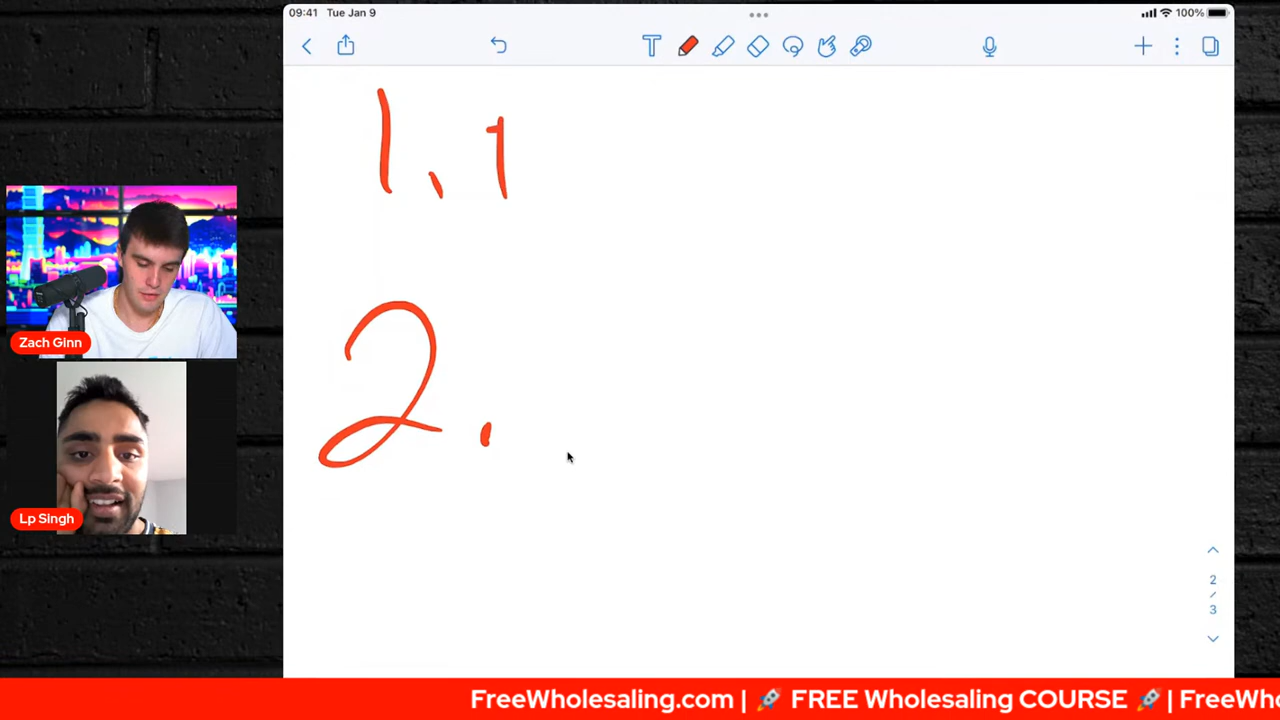 09:41 Tue Jan 9
100%
T
1. 1
2.
Zach Ginn
Lp Singh
2
/
3
FreeWholesaling.com | 🚀 FREE Wholesaling COURSE 🚀 | FreeWho